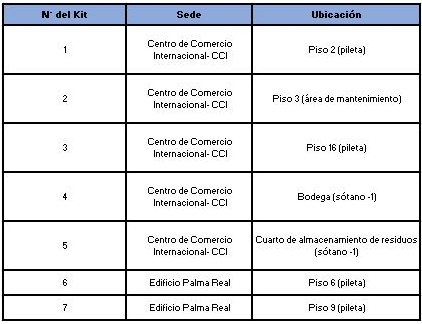 N° del Kit Sede Ubicación
1 Centro de Comercio Internacional- CCI Piso 2 (pileta)
2 Centro de Comercio Internacional- CCI Piso 3 (área de mantenimiento)
3 Centro de Comercio Internacional- CCI Piso 16 (pileta)
4 Centro de Comercio Internacional- CCI Bodega (sótano -1)
5 Centro de Comercio Internacional- CCI Cuarto de almacenamiento de residuos (sótano -1)
6 Edificio Palma Real Piso 6 (pileta)
7 Edificio Palma Real Piso 9 (pileta)